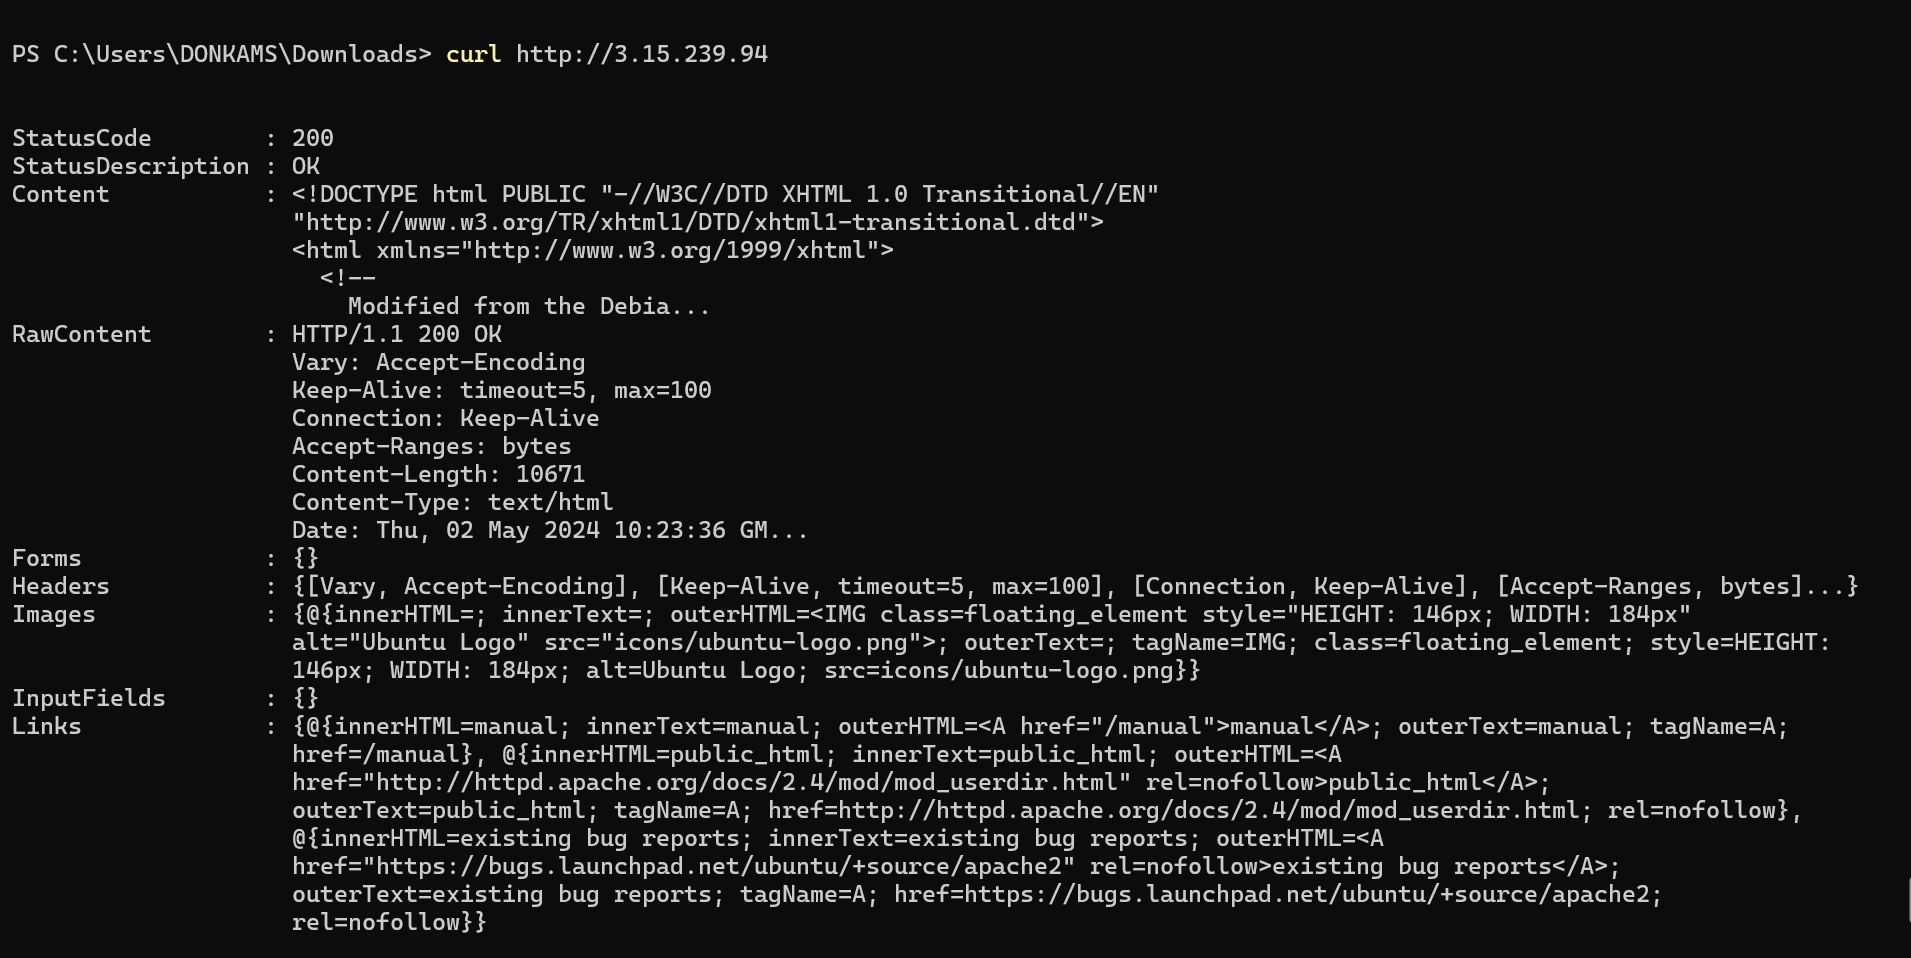 PS C:\Users\DONKAMS\Downloads> curl http://3.15.239.94
StatusCode        : 200
StatusDescription : OK
Content           : <!DOCTYPE html PUBLIC "-//W3C//DTD XHTML 1.0 Transitional//EN"
                    "http://www.w3.org/TR/xhtml1/DTD/xhtml1-transitional.dtd">
                    <html xmlns="http://www.w3.org/1999/xhtml">
                      <!--
                        Modified from the Debia...
RawContent        : HTTP/1.1 200 OK
                    Vary: Accept-Encoding
                    Keep-Alive: timeout=5, max=100
                    Connection: Keep-Alive
                    Accept-Ranges: bytes
                    Content-Length: 10671
                    Content-Type: text/html
                    Date: Thu, 02 May 2024 10:23:36 GM...
Forms             : {}
Headers           : {[Vary, Accept-Encoding], [Keep-Alive, timeout=5, max=100], [Connection, Keep-Alive], [Accept-Ranges, bytes]...}
Images            : {@{innerHTML=; innerText=; outerHTML=<IMG class=floating_element style="HEIGHT: 146px; WIDTH: 184px"
                    alt="Ubuntu Logo" src="icons/ubuntu-logo.png">; outerText=; tagName=IMG; class=floating_element; style=HEIGHT:
                    146px; WIDTH: 184px; alt=Ubuntu Logo; src=icons/ubuntu-logo.png}}
InputFields       : {}
Links             : {@{innerHTML=manual; innerText=manual; outerHTML=<A href="/manual">manual</A>; outerText=manual; tagName=A;
                    href=/manual}, @{innerHTML=public_html; innerText=public_html; outerHTML=<A
                    href="http://httpd.apache.org/docs/2.4/mod/mod_userdir.html" rel=nofollow>public_html</A>;
                    outerText=public_html; tagName=A; href=http://httpd.apache.org/docs/2.4/mod/mod_userdir.html; rel=nofollow},
                    @{innerHTML=existing bug reports; innerText=existing bug reports; outerHTML=<A
                    href="https://bugs.launchpad.net/ubuntu/+source/apache2" rel=nofollow>existing bug reports</A>;
                    outerText=existing bug reports; tagName=A; href=https://bugs.launchpad.net/ubuntu/+source/apache2;
                    rel=nofollow}}